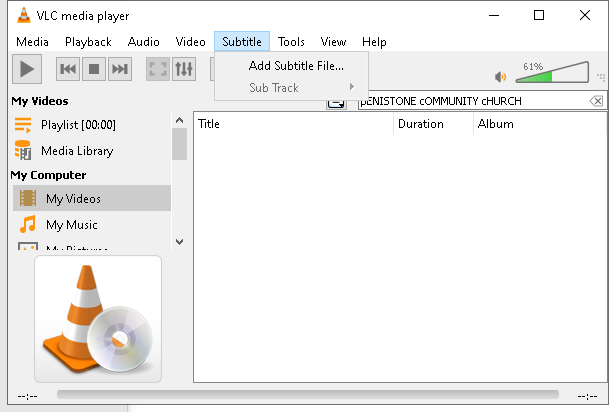 VLC media player
Media Playback Audio Video Subtitle Tools View Help
Add Subtitle File...
61%
Sub Track
My Videos
pENISTONE cOMMUNITY cHURCH
Playlist [00:00]
Title Duration Album
Media Library
My Computer
My Videos
My Music
My Pictures
--:-- --:--